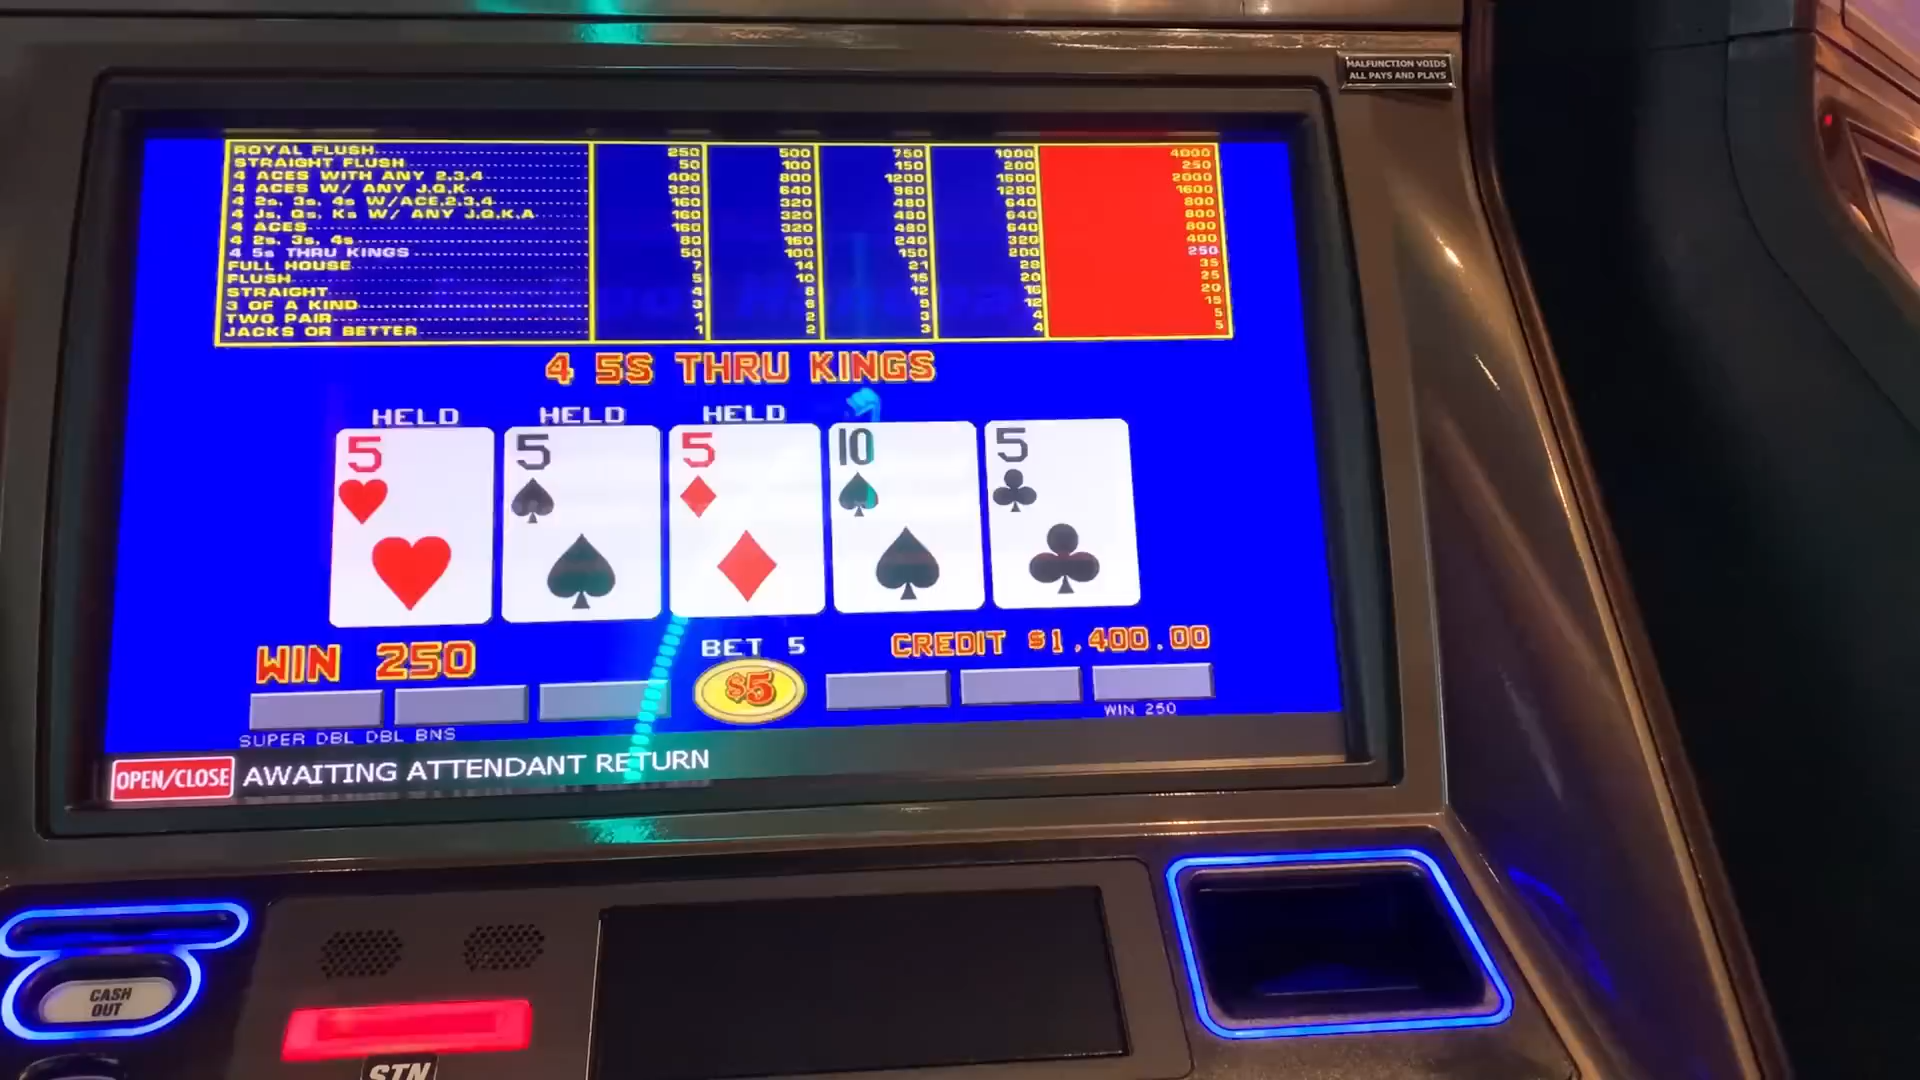 MALFUNCTION VOIDS
ALL PAYS AND PLAYS
ROYAL FLUSH 250 500 750 1000 4000
STRAIGHT FLUSH 50 100 150 200 250
4 ACES WITH ANY 2,3,4 400 800 1200 1600 2000
4 ACES W/ ANY J,Q,K 320 640 960 1280 1600
4 2s, 3s, 4s W/ACE,2,3,4 160 320 480 640 800
4 Js, Qs, Ks W/ ANY J,Q,K,A 160 320 480 640 800
4 ACES 160 320 480 640 800
4 2s, 3s, 4s 80 160 240 320 400
4 5s THRU KINGS 50 100 150 200 250
FULL HOUSE 7 14 21 28 35
FLUSH 5 10 15 20 25
STRAIGHT 4 8 12 16 20
3 OF A KIND 3 6 9 12 15
TWO PAIR 1 2 3 4 5
JACKS OR BETTER 1 2 3 4 5
4 5S THRU KINGS
HELD HELD HELD
5 5 5 10 5
WIN 250 BET 5 CREDIT $1,400.00
$5
WIN 250
SUPER DBL DBL BNS
OPEN/CLOSE AWAITING ATTENDANT RETURN
CASH
OUT
STN